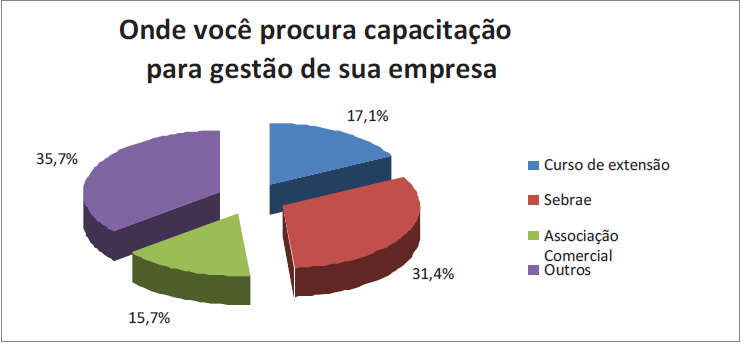 Onde você procura capacitação
para gestão de sua empresa
17,1%
35,7%
31,4%
15,7%
Curso de extensão
Sebrae
Associação
Comercial
Outros